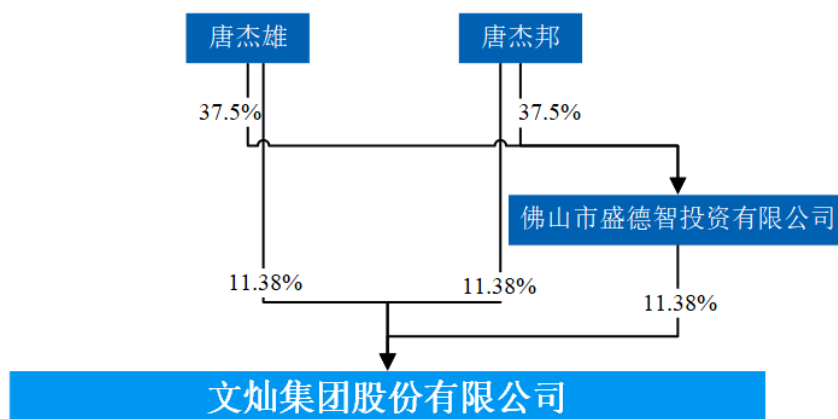 唐杰雄
唐杰邦
37.5%
37.5%
佛山市盛德智投资有限公司
11.38%
11.38%
11.38%
文灿集团股份有限公司